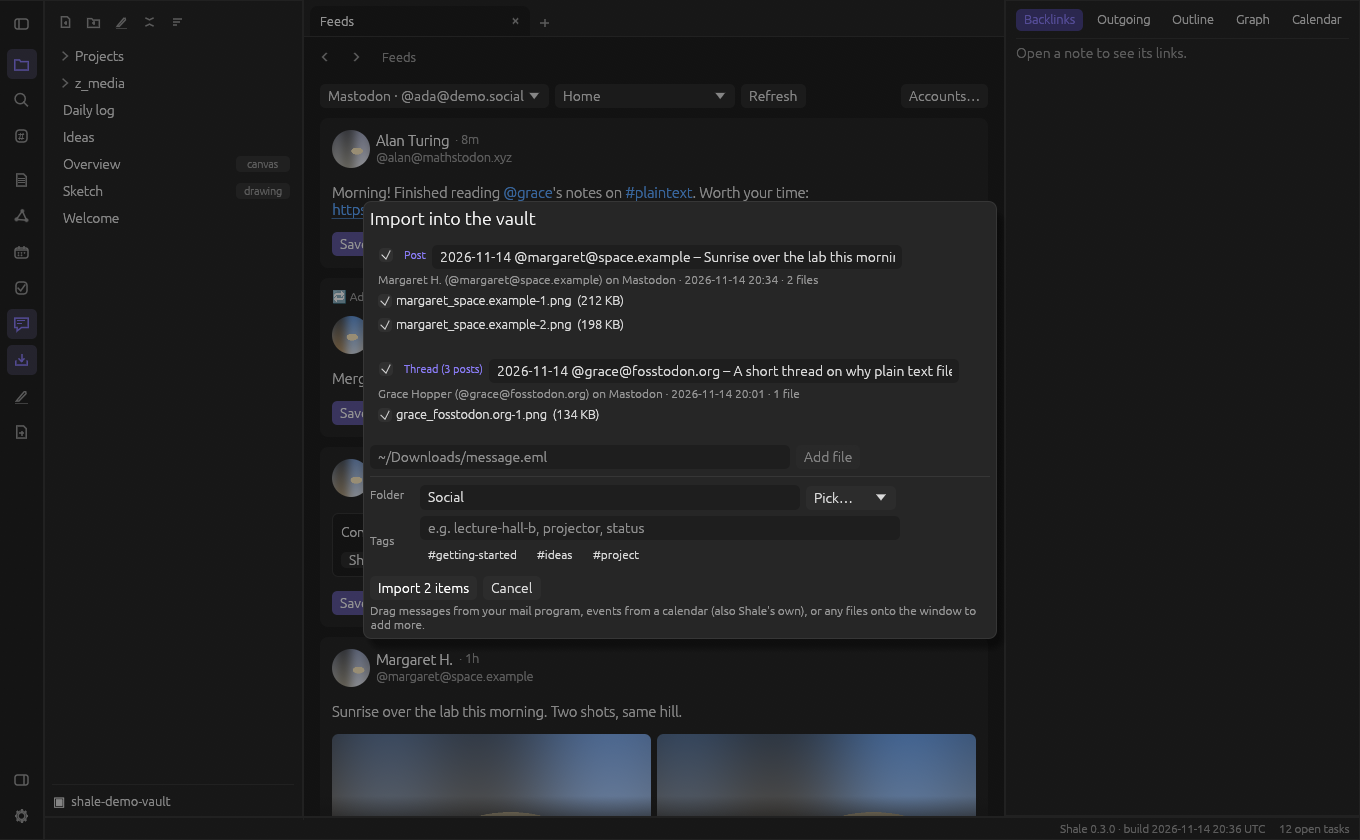 Feeds
Projects
z_media
Daily log
Ideas
Overview canvas
Sketch drawing
Welcome
shale-demo-vault
Feeds
Mastodon · @ada@demo.social
Home
Refresh
Accounts…
Alan Turing · 8m
@alan@mathstodon.xyz
Morning! Finished reading @grace's notes on #plaintext. Worth your time:
https
Save
Import into the vault
Post
2026-11-14 @margaret@space.example – Sunrise over the lab this mornin
Margaret H. (@margaret@space.example) on Mastodon · 2026-11-14 20:34 · 2 files
margaret_space.example-1.png (212 KB)
margaret_space.example-2.png (198 KB)
Thread (3 posts)
2026-11-14 @grace@fosstodon.org – A short thread on why plain text file
Grace Hopper (@grace@fosstodon.org) on Mastodon · 2026-11-14 20:01 · 1 file
grace_fosstodon.org-1.png (134 KB)
~/Downloads/message.eml
Add file
Folder
Social
Pick…
Tags
e.g. lecture-hall-b, projector, status
#getting-started #ideas #project
Import 2 items
Cancel
Drag messages from your mail program, events from a calendar (also Shale's own), or any files onto the window to
add more.
Margaret H. · 1h
@margaret@space.example
Sunrise over the lab this morning. Two shots, same hill.
Backlinks
Outgoing
Outline
Graph
Calendar
Open a note to see its links.
Shale 0.3.0 · build 2026-11-14 20:36 UTC
12 open tasks